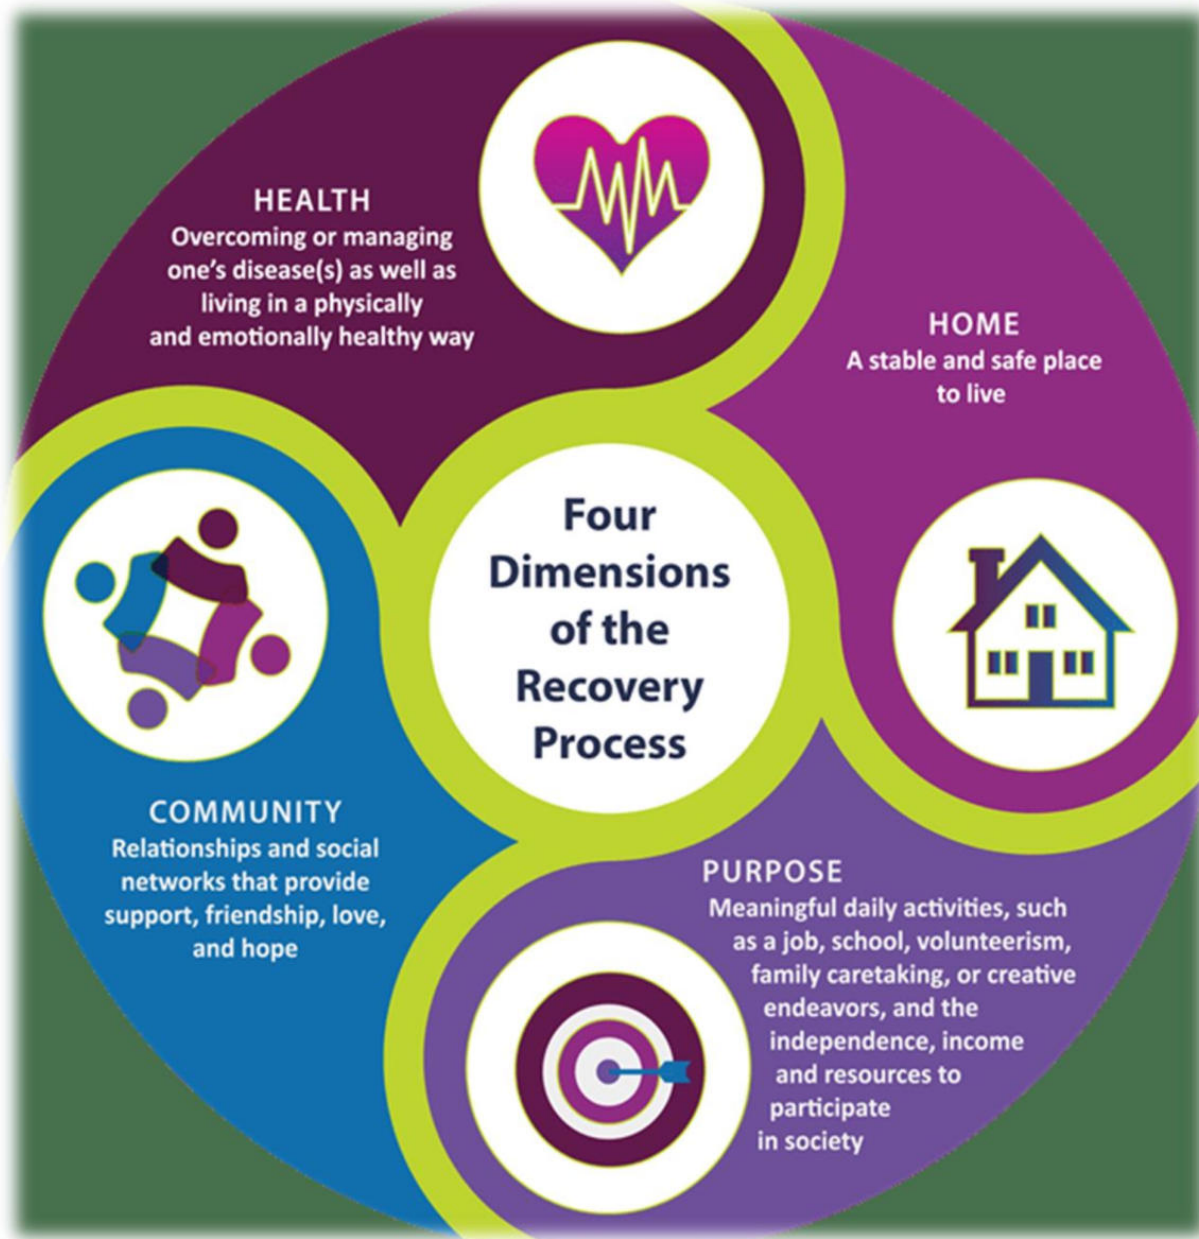 HEALTH
Overcoming or managing
one’s disease(s) as well as
living in a physically
and emotionally healthy way
HOME
A stable and safe place
to live
Four
Dimensions
of the
Recovery
Process
COMMUNITY
Relationships and social
networks that provide
support, friendship, love,
and hope
PURPOSE
Meaningful daily activities, such
as a job, school, volunteerism,
family caretaking, or creative
endeavors, and the
independence, income
and resources to
participate
in society